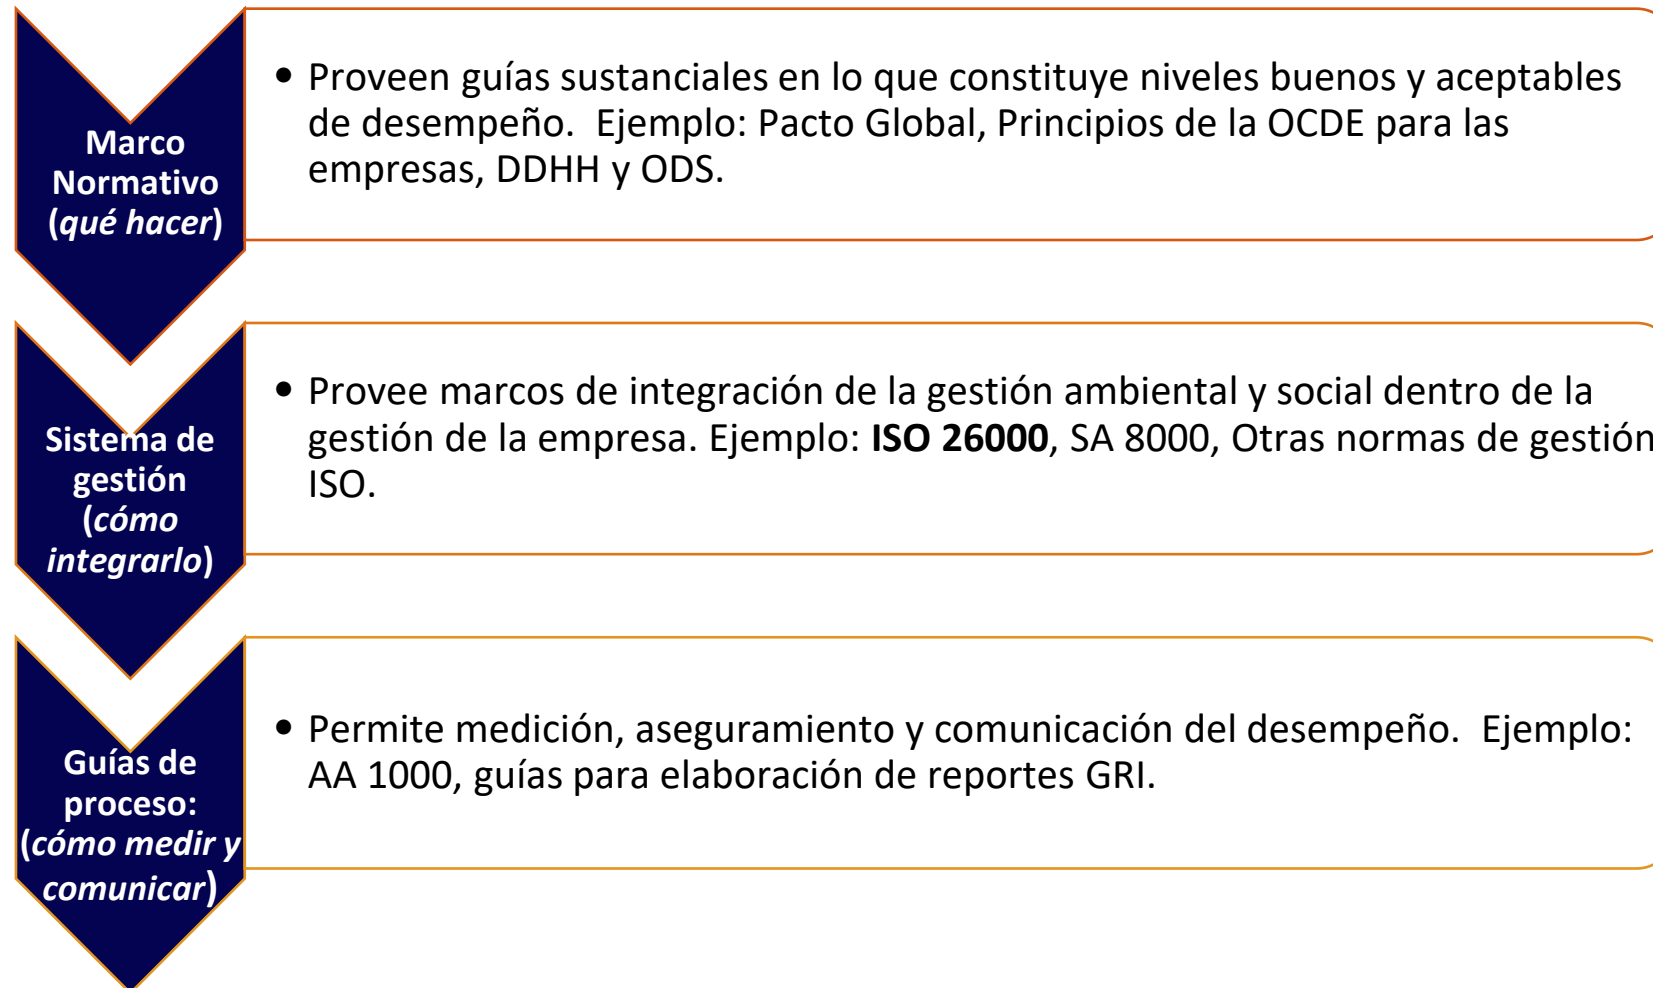 Marco
Normativo
(qué hacer)
• Proveen guías sustanciales en lo que constituye niveles buenos y aceptables
de desempeño.  Ejemplo: Pacto Global, Principios de la OCDE para las
empresas, DDHH y ODS.
Sistema de
gestión
(cómo
integrarlo)
• Provee marcos de integración de la gestión ambiental y social dentro de la
gestión de la empresa. Ejemplo: ISO 26000, SA 8000, Otras normas de gestión
ISO.
Guías de
proceso:
(cómo medir y
comunicar)
• Permite medición, aseguramiento y comunicación del desempeño.  Ejemplo:
AA 1000, guías para elaboración de reportes GRI.